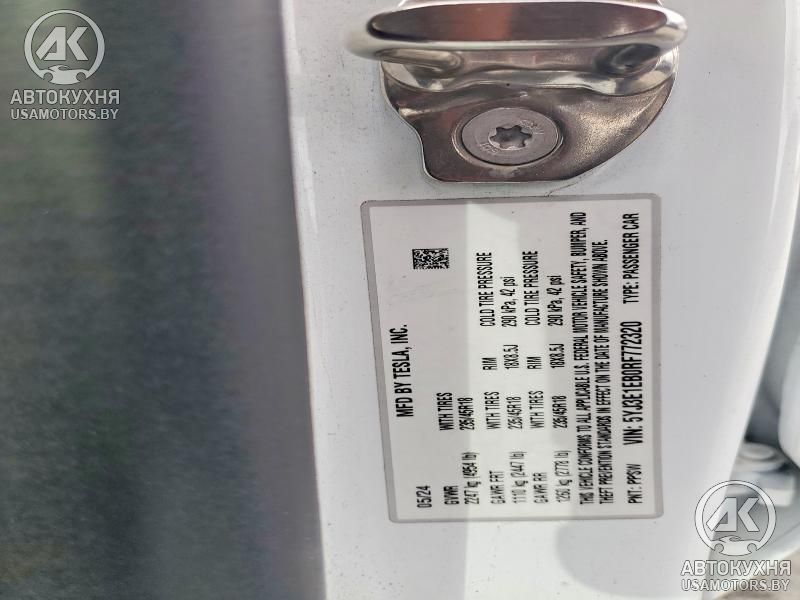 АК
АВТОКУХНЯ
USAMOTORS.BY
MFD BY TESLA, INC.
05/24
GVWR WITH TIRES RIM COLD TIRE PRESSURE
2247 kg (4954 lb) 235/45R18 18X8.5J 290 kPa, 42 psi
GAWR FRT WITH TIRES RIM COLD TIRE PRESSURE
1110 kg (2447 lb) 235/45R18 18X8.5J 290 kPa, 42 psi
GAWR RR WITH TIRES
1260 kg (2778 lb) 235/45R18
THIS VEHICLE CONFORMS TO ALL APPLICABLE U.S. FEDERAL MOTOR VEHICLE SAFETY, BUMPER, AND
THEFT PREVENTION STANDARDS IN EFFECT ON THE DATE OF MANUFACTURE SHOWN ABOVE.
PNT: PPSW VIN: 5YJ3E1EB0RF772320 TYPE: PASSENGER CAR
АК
АВТОКУХНЯ
USAMOTORS.BY